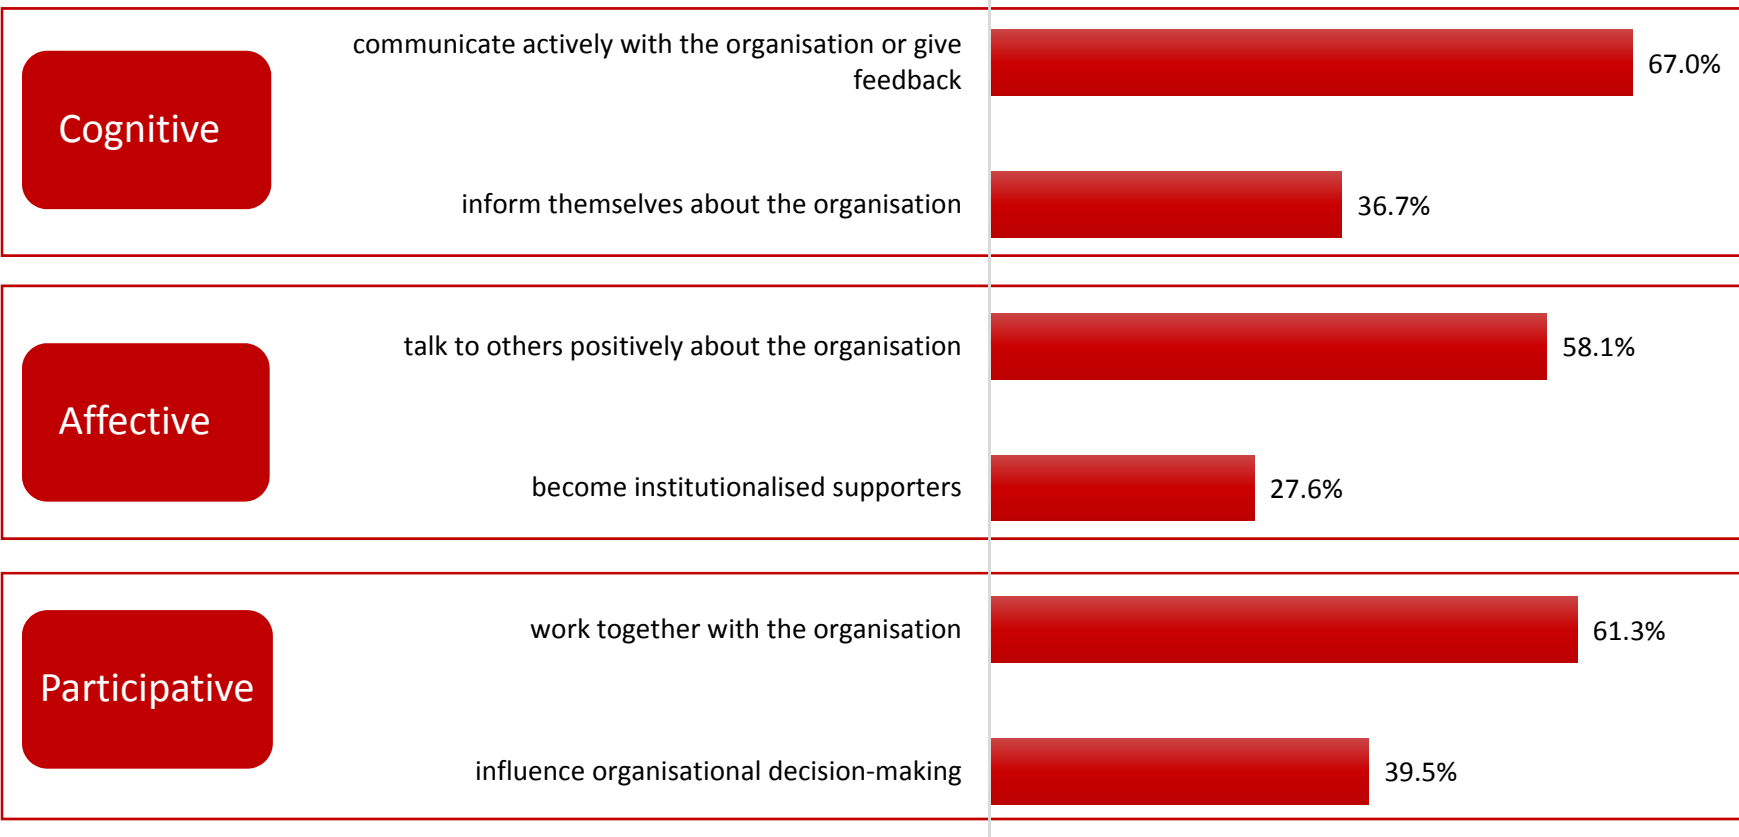 Cognitive
communicate actively with the organisation or give
feedback
67.0%
inform themselves about the organisation
36.7%
Affective
talk to others positively about the organisation
58.1%
become institutionalised supporters
27.6%
Participative
work together with the organisation
61.3%
influence organisational decision-making
39.5%